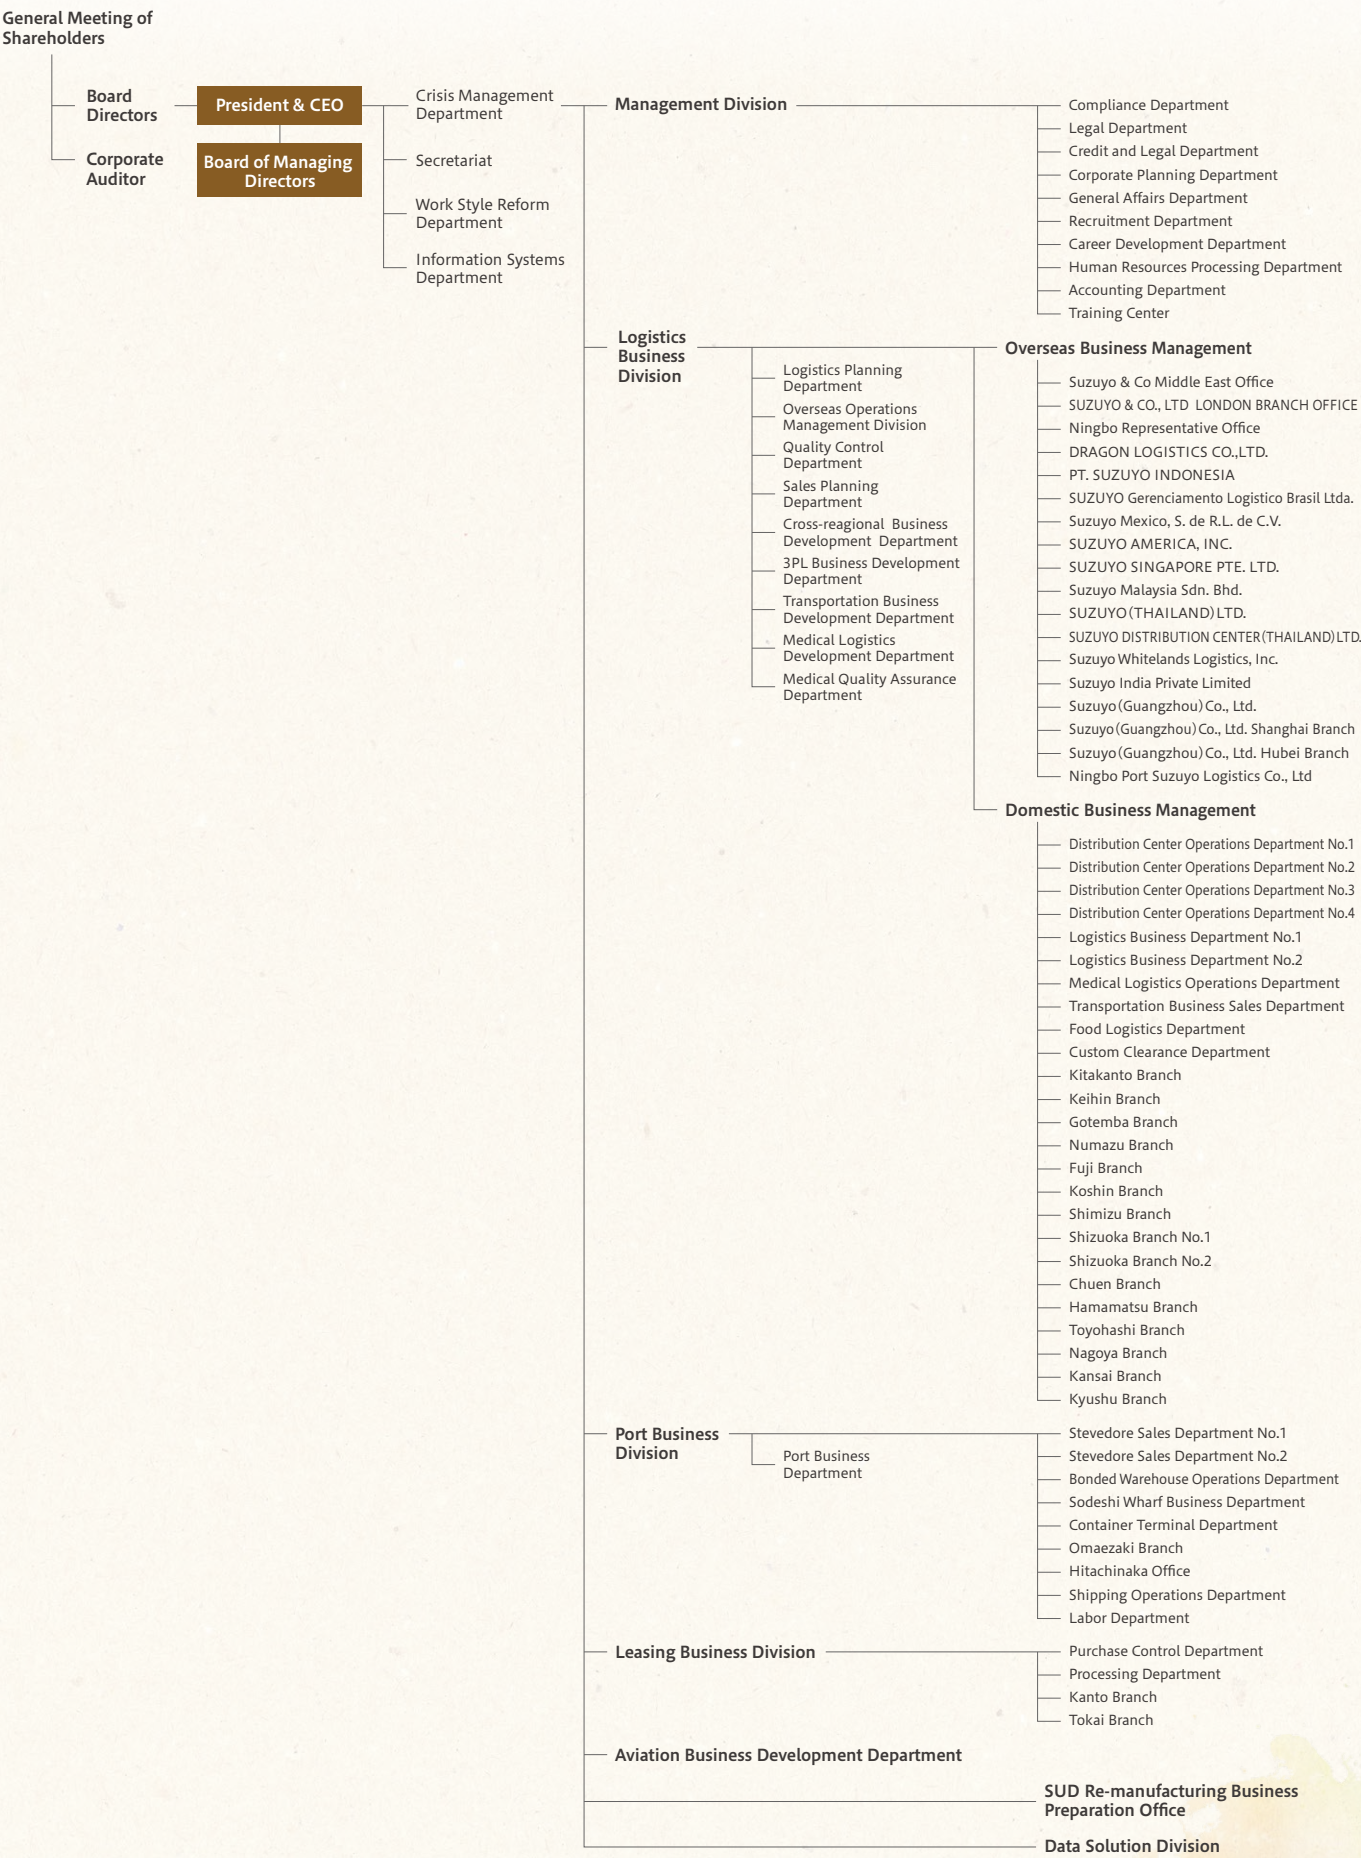 General Meeting of
Shareholders
Board
Directors
Corporate
Auditor
President & CEO
Board of Managing
Directors
Crisis Management
Department
Secretariat
Work Style Reform
Department
Information Systems
Department
Management Division
Compliance Department
Legal Department
Credit and Legal Department
Corporate Planning Department
General Affairs Department
Recruitment Department
Career Development Department
Human Resources Processing Department
Accounting Department
Training Center
Logistics
Business
Division
Logistics Planning
Department
Overseas Operations
Management Division
Quality Control
Department
Sales Planning
Department
Cross-reagional Business
Development Department
3PL Business Development
Department
Transportation Business
Development Department
Medical Logistics
Development Department
Medical Quality Assurance
Department
Overseas Business Management
Suzuyo & Co Middle East Office
SUZUYO & CO., LTD LONDON BRANCH OFFICE
Ningbo Representative Office
DRAGON LOGISTICS CO.,LTD.
PT. SUZUYO INDONESIA
SUZUYO Gerenciamento Logistico Brasil Ltda.
Suzuyo Mexico, S. de R.L. de C.V.
SUZUYO AMERICA, INC.
SUZUYO SINGAPORE PTE. LTD.
Suzuyo Malaysia Sdn. Bhd.
SUZUYO(THAILAND)LTD.
SUZUYO DISTRIBUTION CENTER(THAILAND)LTD.
Suzuyo Whitelands Logistics, Inc.
Suzuyo India Private Limited
Suzuyo(Guangzhou)Co., Ltd.
Suzuyo(Guangzhou)Co., Ltd. Shanghai Branch
Suzuyo(Guangzhou)Co., Ltd. Hubei Branch
Ningbo Port Suzuyo Logistics Co., Ltd
Domestic Business Management
Distribution Center Operations Department No.1
Distribution Center Operations Department No.2
Distribution Center Operations Department No.3
Distribution Center Operations Department No.4
Logistics Business Department No.1
Logistics Business Department No.2
Medical Logistics Operations Department
Transportation Business Sales Department
Food Logistics Department
Custom Clearance Department
Kitakanto Branch
Keihin Branch
Gotemba Branch
Numazu Branch
Fuji Branch
Koshin Branch
Shimizu Branch
Shizuoka Branch No.1
Shizuoka Branch No.2
Chuen Branch
Hamamatsu Branch
Toyohashi Branch
Nagoya Branch
Kansai Branch
Kyushu Branch
Port Business
Division
Port Business
Department
Stevedore Sales Department No.1
Stevedore Sales Department No.2
Bonded Warehouse Operations Department
Sodeshi Wharf Business Department
Container Terminal Department
Omaezaki Branch
Hitachinaka Office
Shipping Operations Department
Labor Department
Leasing Business Division
Purchase Control Department
Processing Department
Kanto Branch
Tokai Branch
Aviation Business Development Department
SUD Re-manufacturing Business
Preparation Office
Data Solution Division